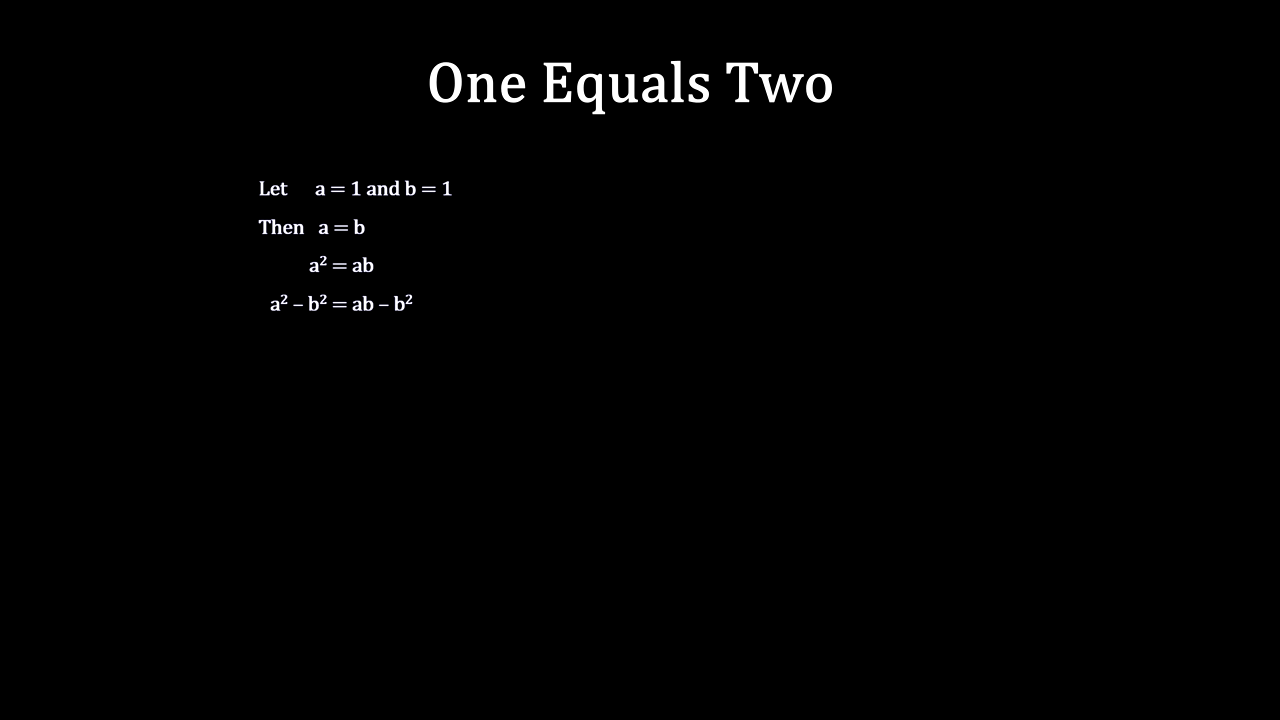 One Equals Two
Let a = 1 and b = 1
Then a = b
a² = ab
a² – b² = ab – b²